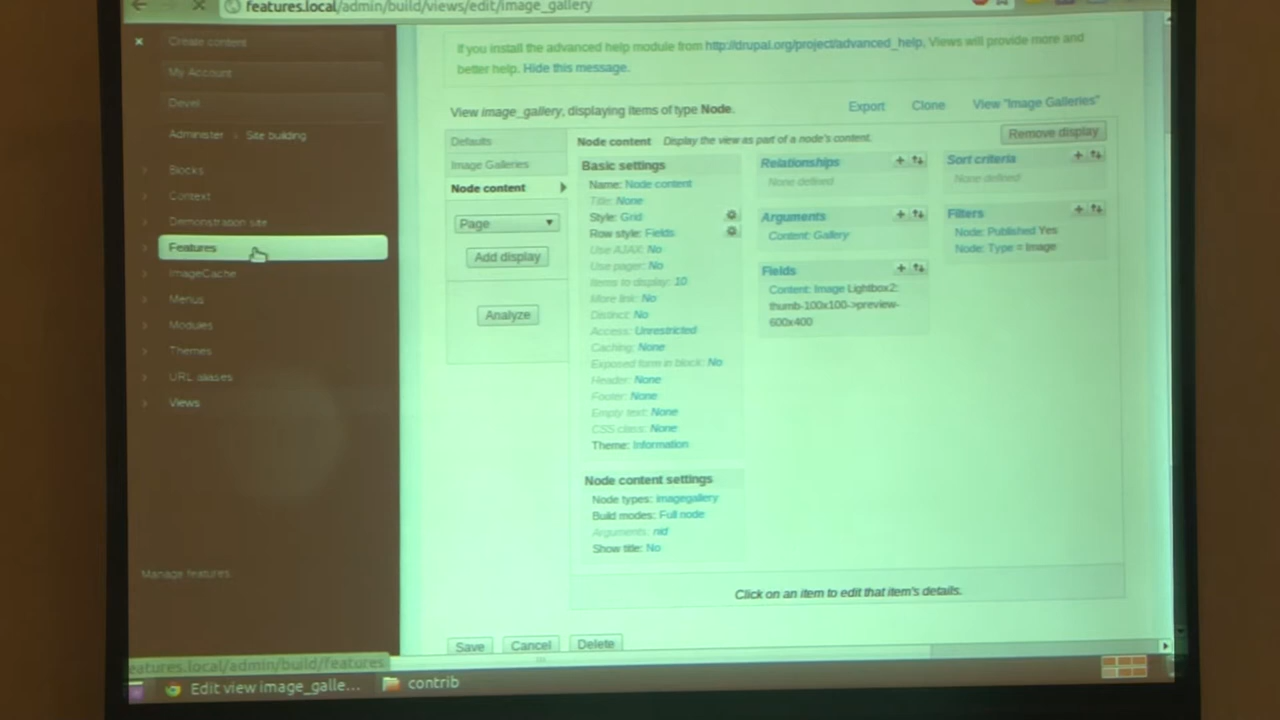 features.local/admin/build/views/edit/image_gallery
Create content
My Account
Devel
Administer
Site building
Blocks
Context
Demonstration site
Features
ImageCache
Menus
Modules
Themes
URL aliases
Views
Manage features
If you install the advanced help module from http://drupal.org/project/advanced_help, Views will provide more and
better help. Hide this message.
View image_gallery, displaying items of type Node.
Export
Clone
View "Image Galleries"
Defaults
Image Galleries
Node content
Page
Add display
Analyze
Node content Display the view as part of a node's content.
Remove display
Basic settings
Name: Node content
Title: None
Style: Grid
Row style: Fields
Use AJAX: No
Use pager: No
Items to display: 10
More link: No
Distinct: No
Access: Unrestricted
Caching: None
Exposed form in block: No
Header: None
Footer: None
Empty text: None
CSS class: None
Theme: Information
Node content settings
Node types: imagegallery
Build modes: Full node
Arguments: nid
Show title: No
Relationships
None defined
Arguments
Content: Gallery
Fields
Content: Image Lightbox2:
thumb-100x100->preview-
600x400
Sort criteria
None defined
Filters
Node: Published Yes
Node: Type = Image
Click on an item to edit that item's details.
Save
Cancel
Delete
eatures.local/admin/build/features
Edit view image_galle...
contrib